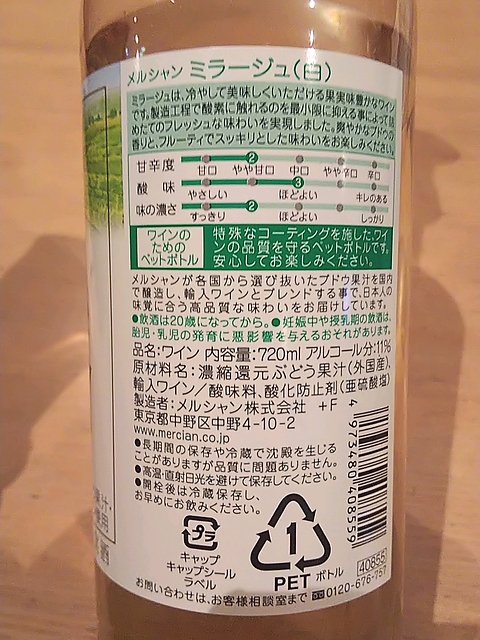 メルシャン ミラージュ(白)
ミラージュは、冷やして美味しくいただける果実味豊かなワイン
です。製造工程で酸素に触れるのを最小限に抑える事によって詰
めたてのフレッシュな味わいを実現しました。爽やかなブドウの
香りと、フルーティでスッキリとした味わいをお楽しみください。
甘辛度 2
甘口 やや甘口 中口 やや辛口 辛口
酸 味 3
やさしい ほどよい キレのある
味の濃さ 2
すっきり ほどよい しっかり
ワインの
ための
ペットボトル
特殊なコーティングを施したワイ
ンの品質を守るペットボトルです。
安心してお楽しみください。
メルシャンが各国から選び抜いたブドウ果汁を国内
で醸造し、輸入ワインとブレンドする事で、日本人の
味覚に合う高品質な味わいをお届けしています。
●飲酒は20歳になってから。●妊娠中や授乳期の飲酒は、
胎児・乳児の発育に悪影響を与えるおそれがあります。
品名:ワイン 内容量:720ml アルコール分:11%
原材料名:濃縮還元ぶどう果汁(外国産)、
輸入ワイン/酸味料、酸化防止剤(亜硫酸塩)
製造者:メルシャン株式会社 +F
東京都中野区中野4-10-2
www.mercian.co.jp
●長期間の保存や冷蔵で沈殿を生じる
ことがありますが品質に問題ありません。
●高温・直射日光を避けて保存してください。
●開栓後は冷蔵保存し、
お早めにお飲みください。
4 973480 408559
プラ
キャップ
キャップシール
ラベル
1
PET ボトル
40855
お問い合わせは、お客様相談室まで 0120-676-757
果汁・
使用
酒